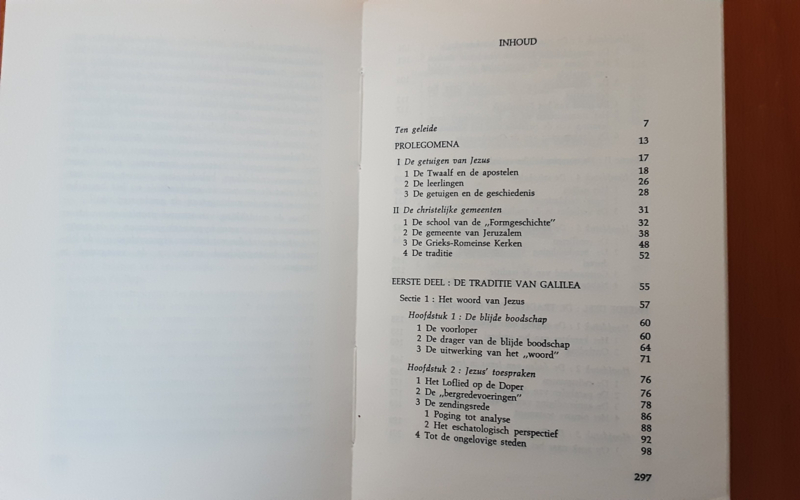 INHOUD
Ten geleide 7
PROLEGOMENA 13
I De getuigen van Jezus 17
1 De Twaalf en de apostelen 18
2 De leerlingen 26
3 De getuigen en de geschiedenis 28
II De christelijke gemeenten 31
1 De school van de „Formgeschichte" 32
2 De gemeente van Jeruzalem 38
3 De Grieks-Romeinse Kerken 48
4 De traditie 52
EERSTE DEEL : DE TRADITIE VAN GALILEA 55
Sectie 1 : Het woord van Jezus 57
Hoofdstuk 1 : De blijde boodschap 60
1 De voorloper 60
2 De drager van de blijde boodschap 64
3 De uitwerking van het „woord" 71
Hoofdstuk 2 : Jezus' toespraken 76
1 Het Loflied op de Doper 76
2 De „bergredevoeringen" 78
3 De zendingsrede 86
1 Poging tot analyse 88
2 Het eschatologisch perspectief 92
4 Tot de ongelovige steden 98
297